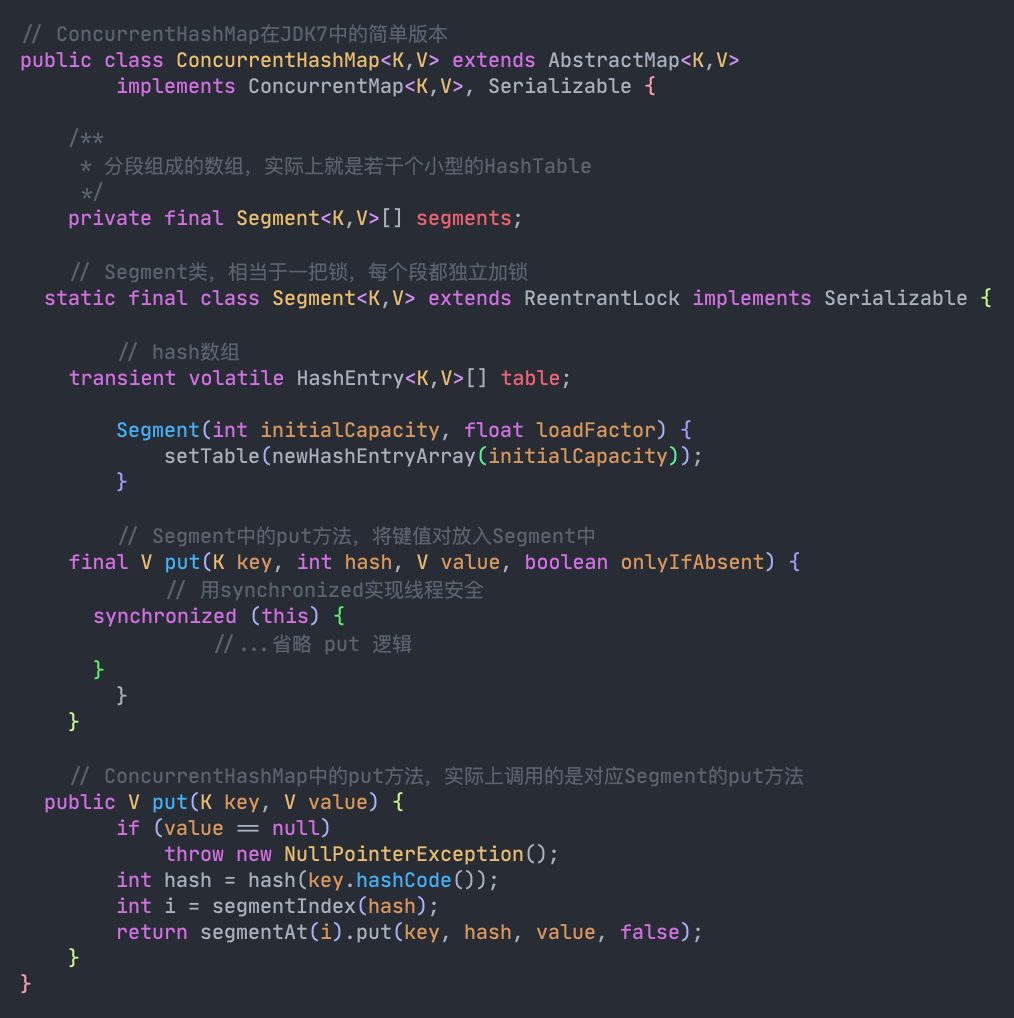 // ConcurrentHashMap在JDK7中的简单版本
public class ConcurrentHashMap<K,V> extends AbstractMap<K,V>
        implements ConcurrentMap<K,V>, Serializable {

    /**
     * 分段组成的数组，实际上就是若干个小型的HashTable
     */
    private final Segment<K,V>[] segments;

    // Segment类，相当于一把锁，每个段都独立加锁
  static final class Segment<K,V> extends ReentrantLock implements Serializable {

        // hash数组
    transient volatile HashEntry<K,V>[] table;

        Segment(int initialCapacity, float loadFactor) {
            setTable(newHashEntryArray(initialCapacity));
        }

        // Segment中的put方法，将键值对放入Segment中
    final V put(K key, int hash, V value, boolean onlyIfAbsent) {
            // 用synchronized实现线程安全
      synchronized (this) {
                //...省略 put 逻辑
      }
        }
    }

    // ConcurrentHashMap中的put方法，实际上调用的是对应Segment的put方法
  public V put(K key, V value) {
        if (value == null)
            throw new NullPointerException();
        int hash = hash(key.hashCode());
        int i = segmentIndex(hash);
        return segmentAt(i).put(key, hash, value, false);
    }
}